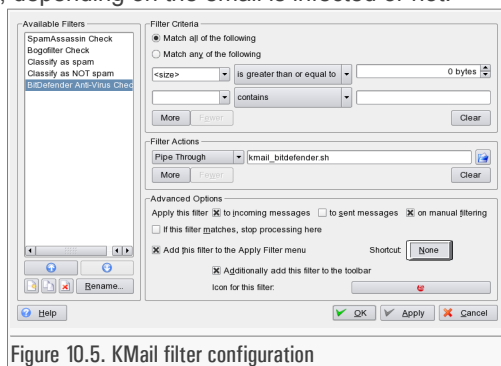 , depending on the email is infected or not.
Available Filters
SpamAssassin Check
Bogofilter Check
Classify as spam
Classify as NOT spam
BitDefender Anti-Virus Chec
Rename...
Filter Criteria
Match all of the following
Match any of the following
<size> is greater than or equal to 0 bytes
contains
More Fewer Clear
Filter Actions
Pipe Through kmail_bitdefender.sh
More Fewer Clear
Advanced Options
Apply this filter to incoming messages to sent messages on manual filtering
If this filter matches, stop processing here
Add this filter to the Apply Filter menu Shortcut: None
Additionally add this filter to the toolbar
Icon for this filter:
Help OK Apply Cancel
Figure 10.5. KMail filter configuration